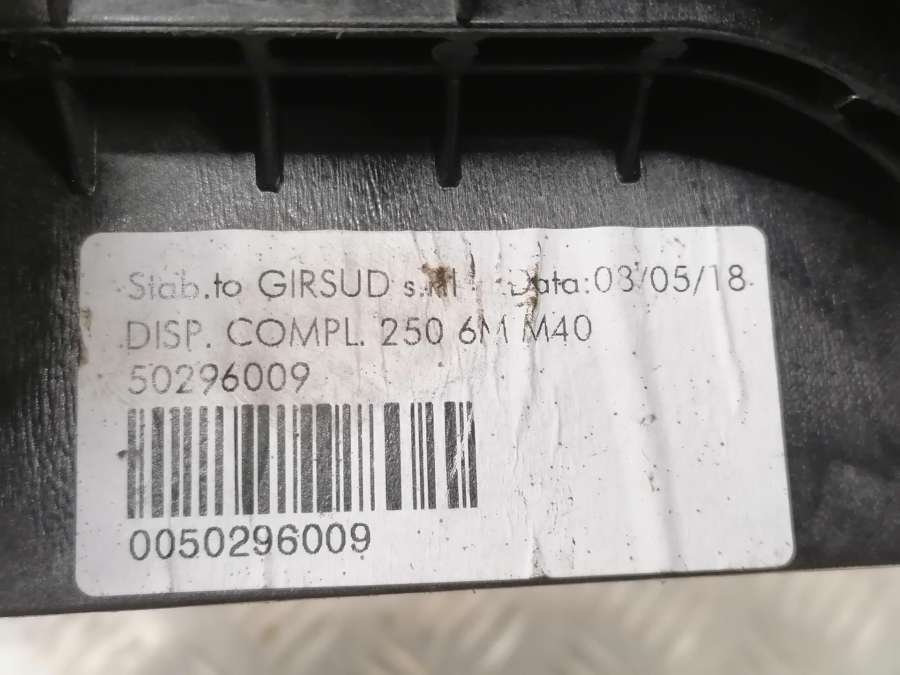 Stab.to GIRSUD s.r.l. Data:03/05/18
DISP. COMPL. 250 6M M40
50296009
0050296009